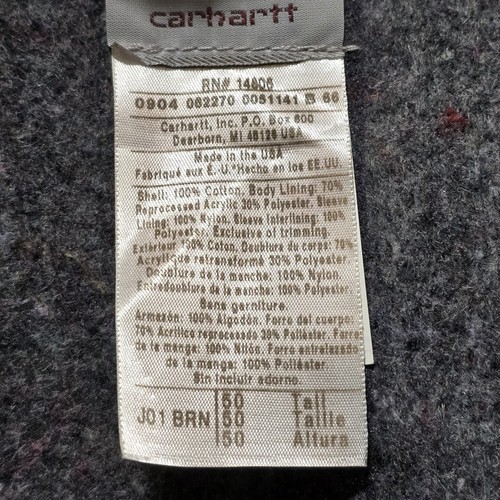 carhartt
RN# 14806
0904 062270 0051141 B 66
Carhartt, Inc. P.O. Box 600
Dearborn, MI 48126 USA
Made in the USA
Fabriqué aux É.-U. Hecho en los EE.UU.
Shell: 100% Cotton. Body Lining: 70%
Reprocessed Acrylic 30% Polyester. Sleeve
Lining: 100% Nylon. Sleeve Interlining: 100%
Polyester. Exclusive of trimming.
Extérieur: 100% Coton. Doublure du corps: 70%
Acrylique retransformé 30% Polyester.
Doublure de la manche: 100% Nylon.
Entredoublure de la manche: 100% Polyester.
Sans garniture.
Armazón: 100% Algodón. Forro del cuerpo:
70% Acrílico reprocesado 30% Poliéster. Forro
de la manga: 100% Nilón. Forro entrelazado
de la manga: 100% Poliéster
Sin incluir adorno.
J01 BRN 50 Tall
50 Taille
50 Altura